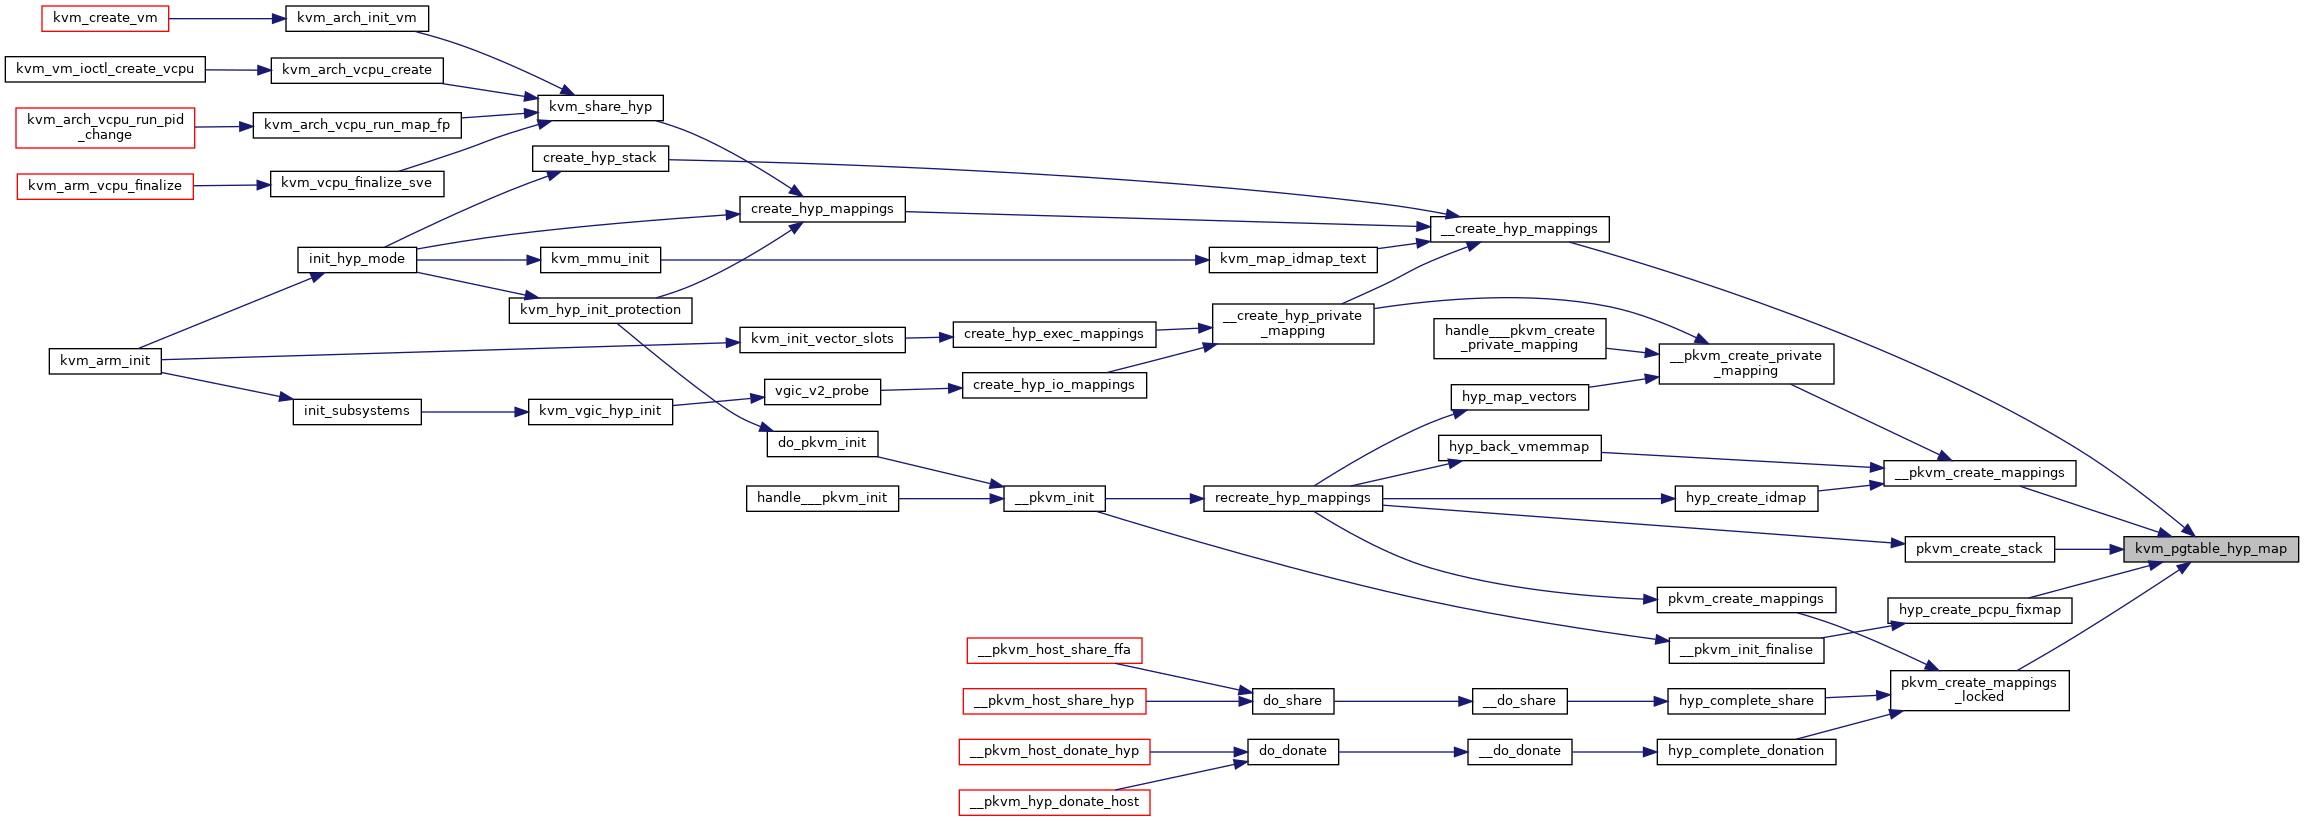 kvm_create_vm
kvm_arch_init_vm
kvm_vm_ioctl_create_vcpu
kvm_arch_vcpu_create
kvm_share_hyp
kvm_arch_vcpu_run_pid
_change
kvm_arch_vcpu_run_map_fp
create_hyp_stack
kvm_arm_vcpu_finalize
kvm_vcpu_finalize_sve
create_hyp_mappings
__create_hyp_mappings
init_hyp_mode
kvm_mmu_init
kvm_map_idmap_text
kvm_hyp_init_protection
__create_hyp_private
_mapping
kvm_arm_init
kvm_init_vector_slots
create_hyp_exec_mappings
handle___pkvm_create
_private_mapping
__pkvm_create_private
_mapping
init_subsystems
kvm_vgic_hyp_init
vgic_v2_probe
create_hyp_io_mappings
hyp_map_vectors
do_pkvm_init
hyp_back_vmemmap
__pkvm_create_mappings
handle___pkvm_init
__pkvm_init
recreate_hyp_mappings
hyp_create_idmap
pkvm_create_stack
kvm_pgtable_hyp_map
pkvm_create_mappings
hyp_create_pcpu_fixmap
__pkvm_host_share_ffa
__pkvm_init_finalise
pkvm_create_mappings
_locked
__pkvm_host_share_hyp
do_share
__do_share
hyp_complete_share
__pkvm_host_donate_hyp
do_donate
__do_donate
hyp_complete_donation
__pkvm_hyp_donate_host